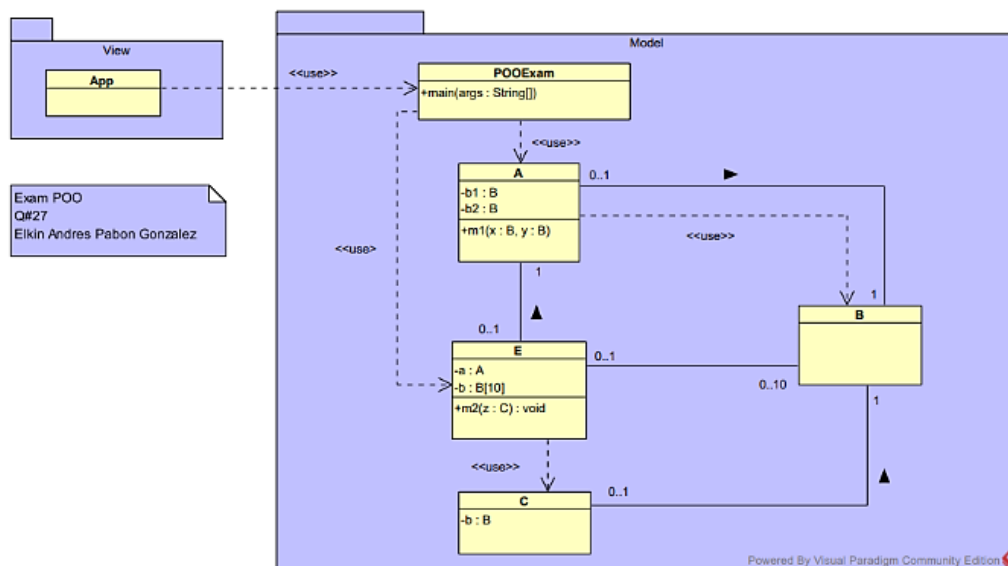 View
App
Exam POO
Q#27
Elkin Andres Pabon Gonzalez
Model
<<use>>
POOExam
+main(args : String[])
<<use>>
A
-b1 : B
-b2 : B
+m1(x : B, y : B)
0..1
<<use>>
<<use>
1
1
B
0..1
E
-a : A
-b : B[10]
+m2(z : C) : void
0..1
0..10
1
<<use>>
C
-b : B
0..1
Powered By Visual Paradigm Community Edition